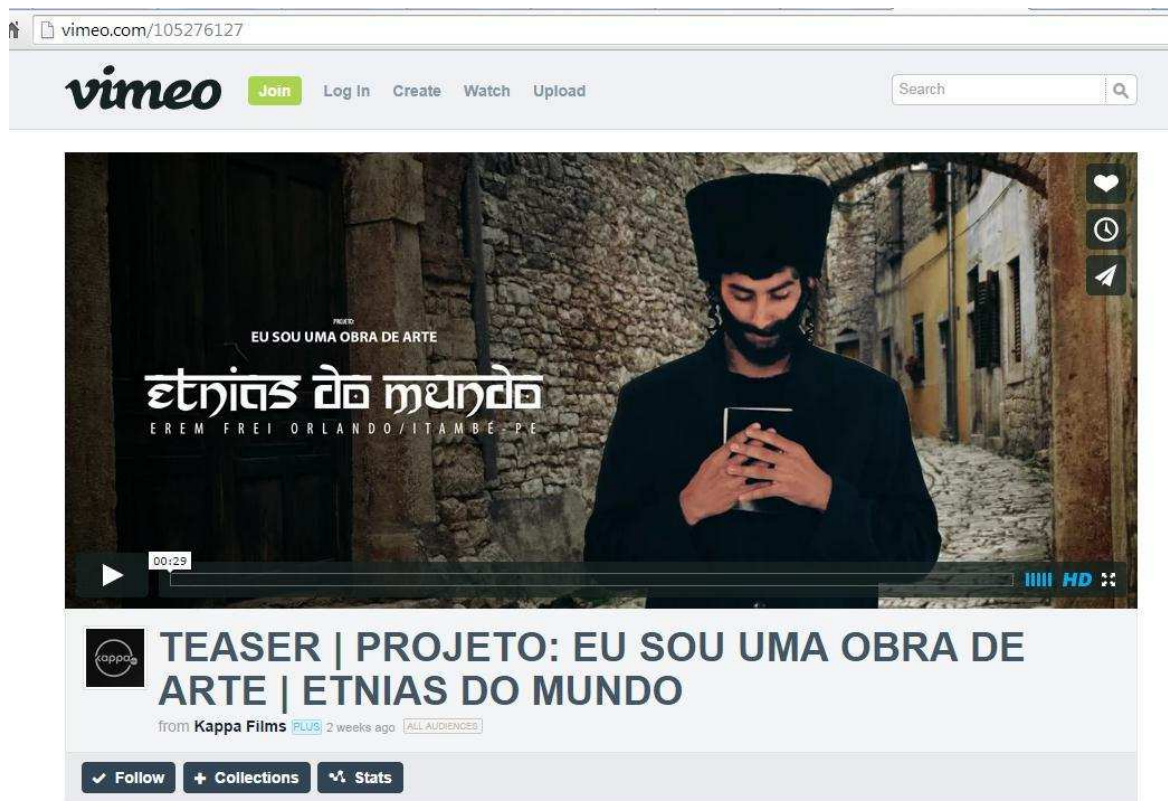 vimeo.com/105276127
vimeo
Join Log In Create Watch Upload
Search
PROJETO:
EU SOU UMA OBRA DE ARTE
etnias do mundo
EREM FREI ORLANDO/ITAMBÉ-PE
00:29
HD
kappa
TEASER | PROJETO: EU SOU UMA OBRA DE
ARTE | ETNIAS DO MUNDO
from Kappa Films PLUS 2 weeks ago ALL AUDIENCES
Follow Collections Stats